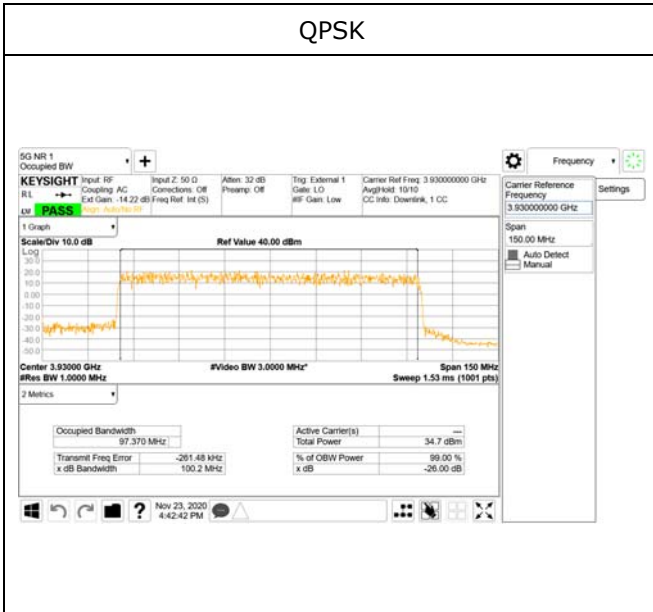 QPSK
5G NR 1
Occupied BW
Frequency
KEYSIGHT Input: RF Input Z: 50 Ω Atten: 32 dB Trig: External 1 Carrier Ref Freq: 3.930000000 GHz
RL Coupling: AC Corrections: Off Preamp: Off Gate: LO Avg|Hold: 10/10
Ext Gain: -14.22 dB Freq Ref: Int (S) #IF Gain: Low CC Info: Downlink, 1 CC
PASS Align: Auto/No RF
Carrier Reference Frequency
3.930000000 GHz
Settings
Span
150.00 MHz
Auto Detect
Manual
1 Graph
Scale/Div 10.0 dB Ref Value 40.00 dBm
Log
30.0
20.0
10.0
0.00
-10.0
-20.0
-30.0
-40.0
-50.0
Center 3.93000 GHz #Video BW 3.0000 MHz* Span 150 MHz
#Res BW 1.0000 MHz Sweep 1.53 ms (1001 pts)
2 Metrics
Occupied Bandwidth
97.370 MHz
Active Carrier(s) ---
Total Power 34.7 dBm
Transmit Freq Error -261.48 kHz
x dB Bandwidth 100.2 MHz
% of OBW Power 99.00 %
x dB -26.00 dB
? Nov 23, 2020
4:42:42 PM